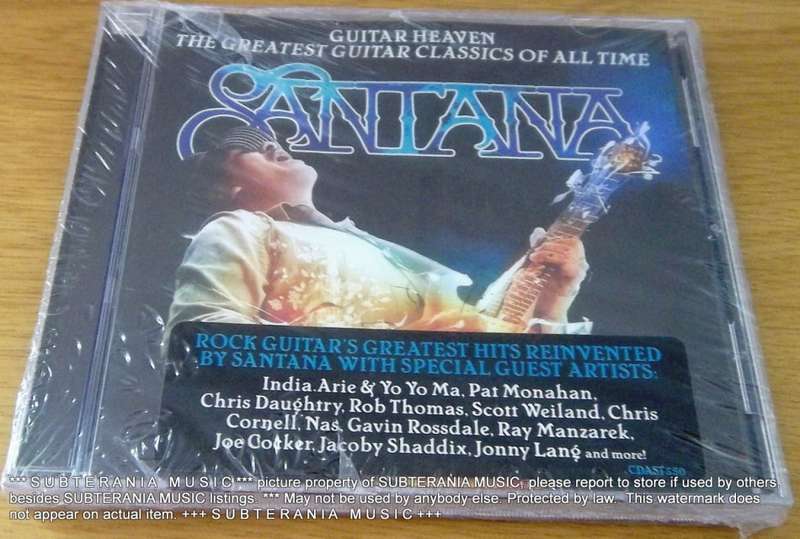 GUITAR HEAVEN
THE GREATEST GUITAR CLASSICS OF ALL TIME
SANTANA
ROCK GUITAR'S GREATEST HITS REINVENTED
BY SANTANA WITH SPECIAL GUEST ARTISTS:
India.Arie & Yo Yo Ma, Pat Monahan,
Chris Daughtry, Rob Thomas, Scott Weiland, Chris
Cornell, Nas, Gavin Rossdale, Ray Manzarek,
Joe Cocker, Jacoby Shaddix, Jonny Lang and more!
CDAST550
*** S U B T E R A N I A   M U S I C *** picture property of SUBTERANIA MUSIC, please report to store if used by others
besides SUBTERANIA MUSIC listings. *** May not be used by anybody else. Protected by law.. This watermark does
not appear on actual item. +++ S U B T E R A N I A   M U S I C +++